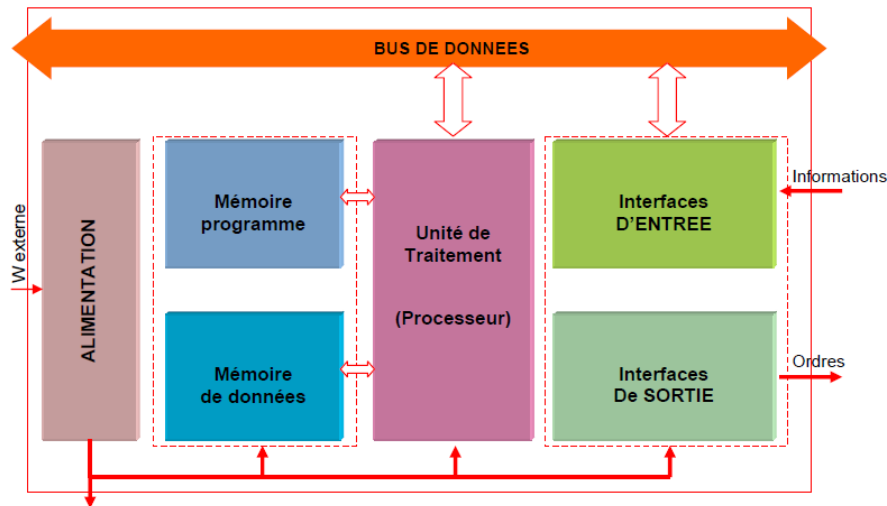 BUS DE DONNEES
W externe
ALIMENTATION
Mémoire
programme
Mémoire
de données
Unité de
Traitement
(Processeur)
Interfaces
D'ENTREE
Interfaces
De SORTIE
Informations
Ordres